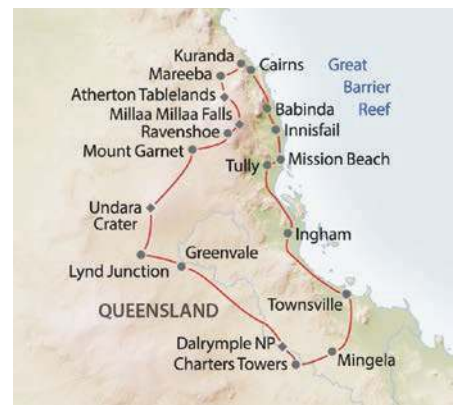 Kuranda
Cairns
Great
Barrier
Reef
Mareeba
Atherton Tablelands
Millaa Millaa Falls
Babinda
Ravenshoe
Innisfail
Mount Garnet
Mission Beach
Tully
Undara
Crater
Ingham
Greenvale
Lynd Junction
Townsville
QUEENSLAND
Dalrymple NP
Charters Towers
Mingela